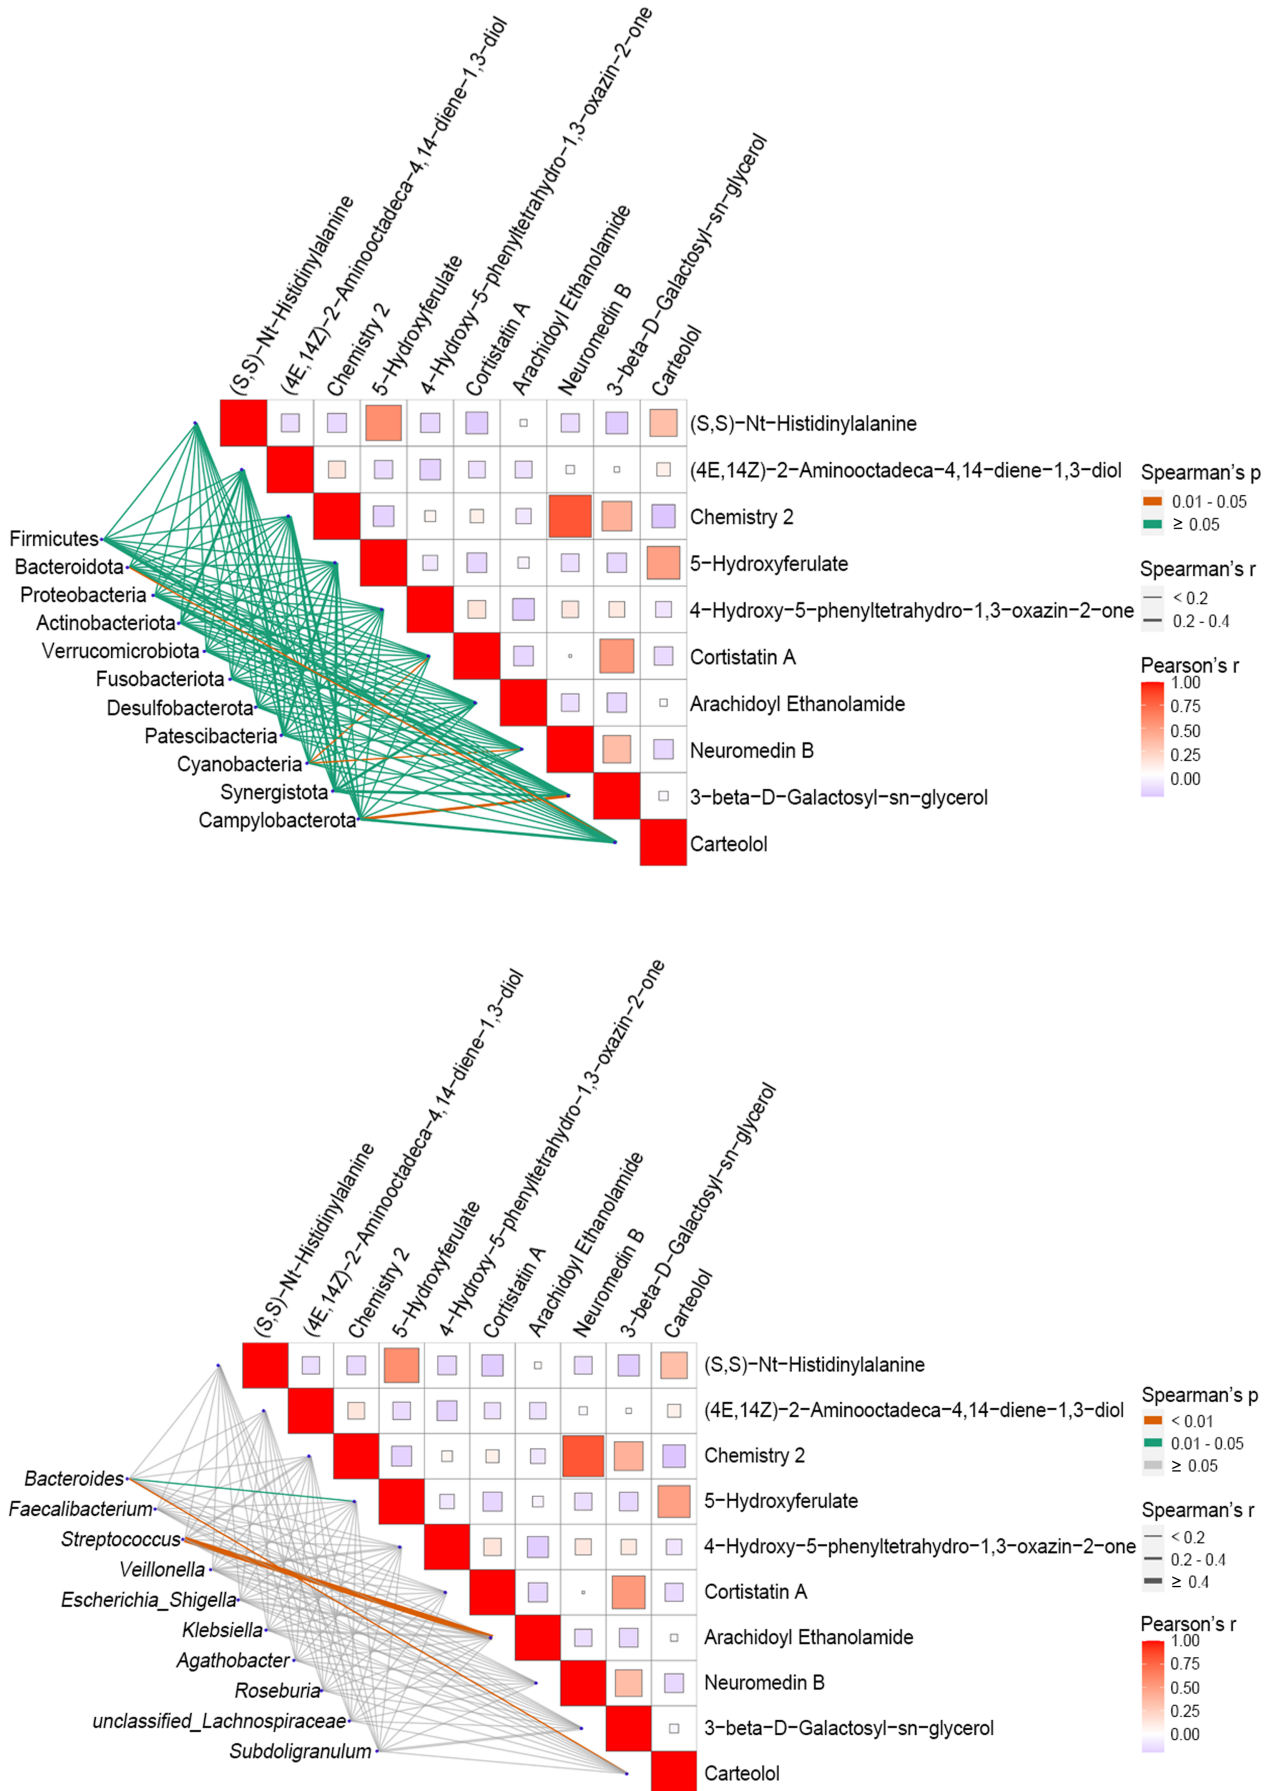 (S,S)−Nt−Histidinylalanine
(4E,14Z)−2−Aminooctadeca−4,14−diene−1,3−diol
Chemistry 2
5−Hydroxyferulate
4−Hydroxy−5−phenyltetrahydro−1,3−oxazin−2−one
Cortistatin A
Arachidoyl Ethanolamide
Neuromedin B
3−beta−D−Galactosyl−sn−glycerol
Carteolol
(S,S)−Nt−Histidinylalanine
(4E,14Z)−2−Aminooctadeca−4,14−diene−1,3−diol
Chemistry 2
5−Hydroxyferulate
4−Hydroxy−5−phenyltetrahydro−1,3−oxazin−2−one
Cortistatin A
Arachidoyl Ethanolamide
Neuromedin B
3−beta−D−Galactosyl−sn−glycerol
Carteolol
Firmicutes
Bacteroidota
Proteobacteria
Actinobacteriota
Verrucomicrobiota
Fusobacteriota
Desulfobacterota
Patescibacteria
Cyanobacteria
Synergistota
Campylobacterota
Spearman's p
0.01 - 0.05
≥ 0.05
Spearman's r
< 0.2
0.2 - 0.4
Pearson's r
1.00
0.75
0.50
0.25
0.00
(S,S)−Nt−Histidinylalanine
(4E,14Z)−2−Aminooctadeca−4,14−diene−1,3−diol
Chemistry 2
5−Hydroxyferulate
4−Hydroxy−5−phenyltetrahydro−1,3−oxazin−2−one
Cortistatin A
Arachidoyl Ethanolamide
Neuromedin B
3−beta−D−Galactosyl−sn−glycerol
Carteolol
(S,S)−Nt−Histidinylalanine
(4E,14Z)−2−Aminooctadeca−4,14−diene−1,3−diol
Chemistry 2
5−Hydroxyferulate
4−Hydroxy−5−phenyltetrahydro−1,3−oxazin−2−one
Cortistatin A
Arachidoyl Ethanolamide
Neuromedin B
3−beta−D−Galactosyl−sn−glycerol
Carteolol
Bacteroides
Faecalibacterium
Streptococcus
Veillonella
Escherichia_Shigella
Klebsiella
Agathobacter
Roseburia
unclassified_Lachnospiraceae
Subdoligranulum
Spearman's p
< 0.01
0.01 - 0.05
≥ 0.05
Spearman's r
< 0.2
0.2 - 0.4
≥ 0.4
Pearson's r
1.00
0.75
0.50
0.25
0.00